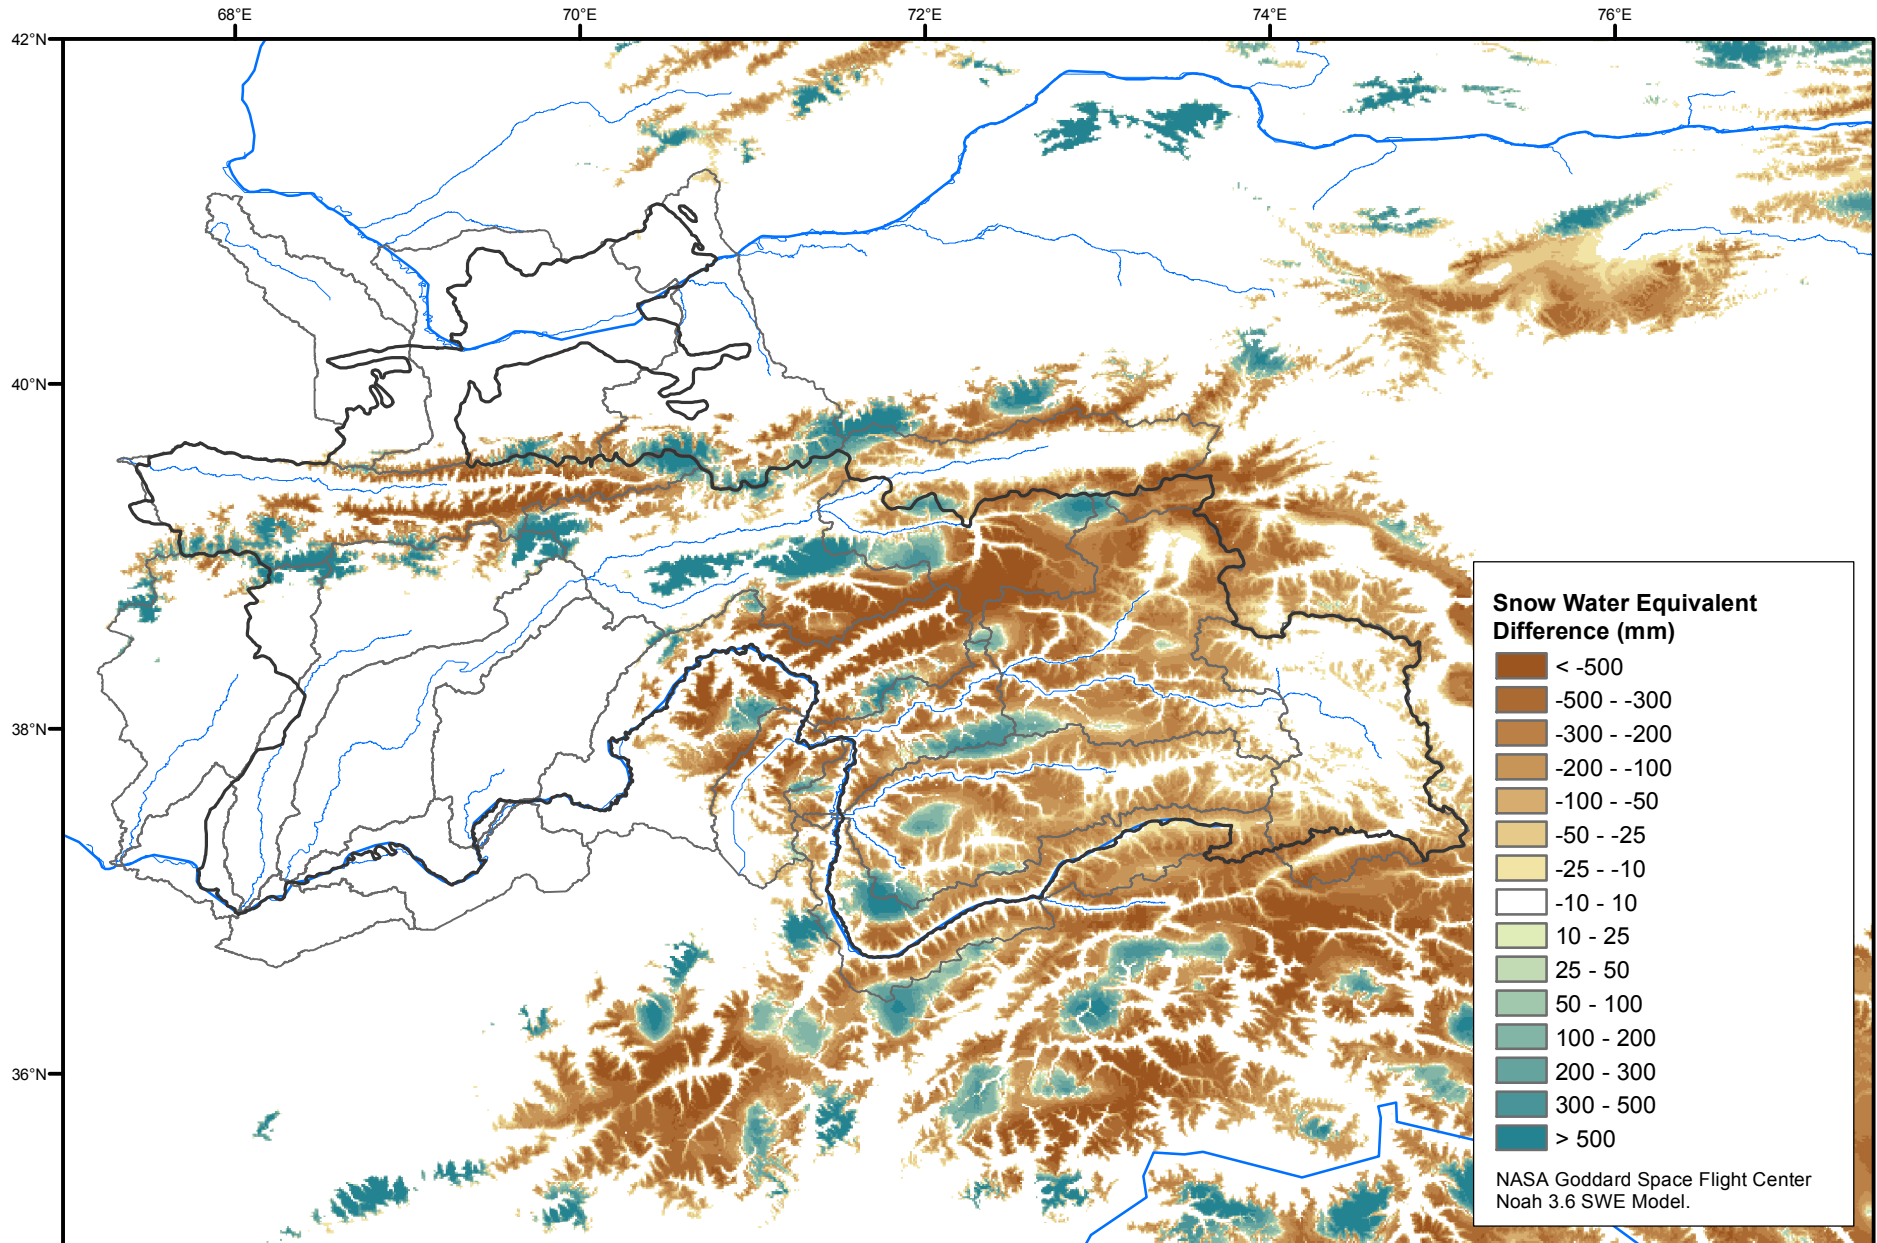 68°E 70°E 72°E 74°E 76°E
42°N
40°N
38°N
36°N
Snow Water Equivalent
Difference (mm)
< -500
-500 - -300
-300 - -200
-200 - -100
-100 - -50
-50 - -25
-25 - -10
-10 - 10
10 - 25
25 - 50
50 - 100
100 - 200
200 - 300
300 - 500
> 500
NASA Goddard Space Flight Center
Noah 3.6 SWE Model.